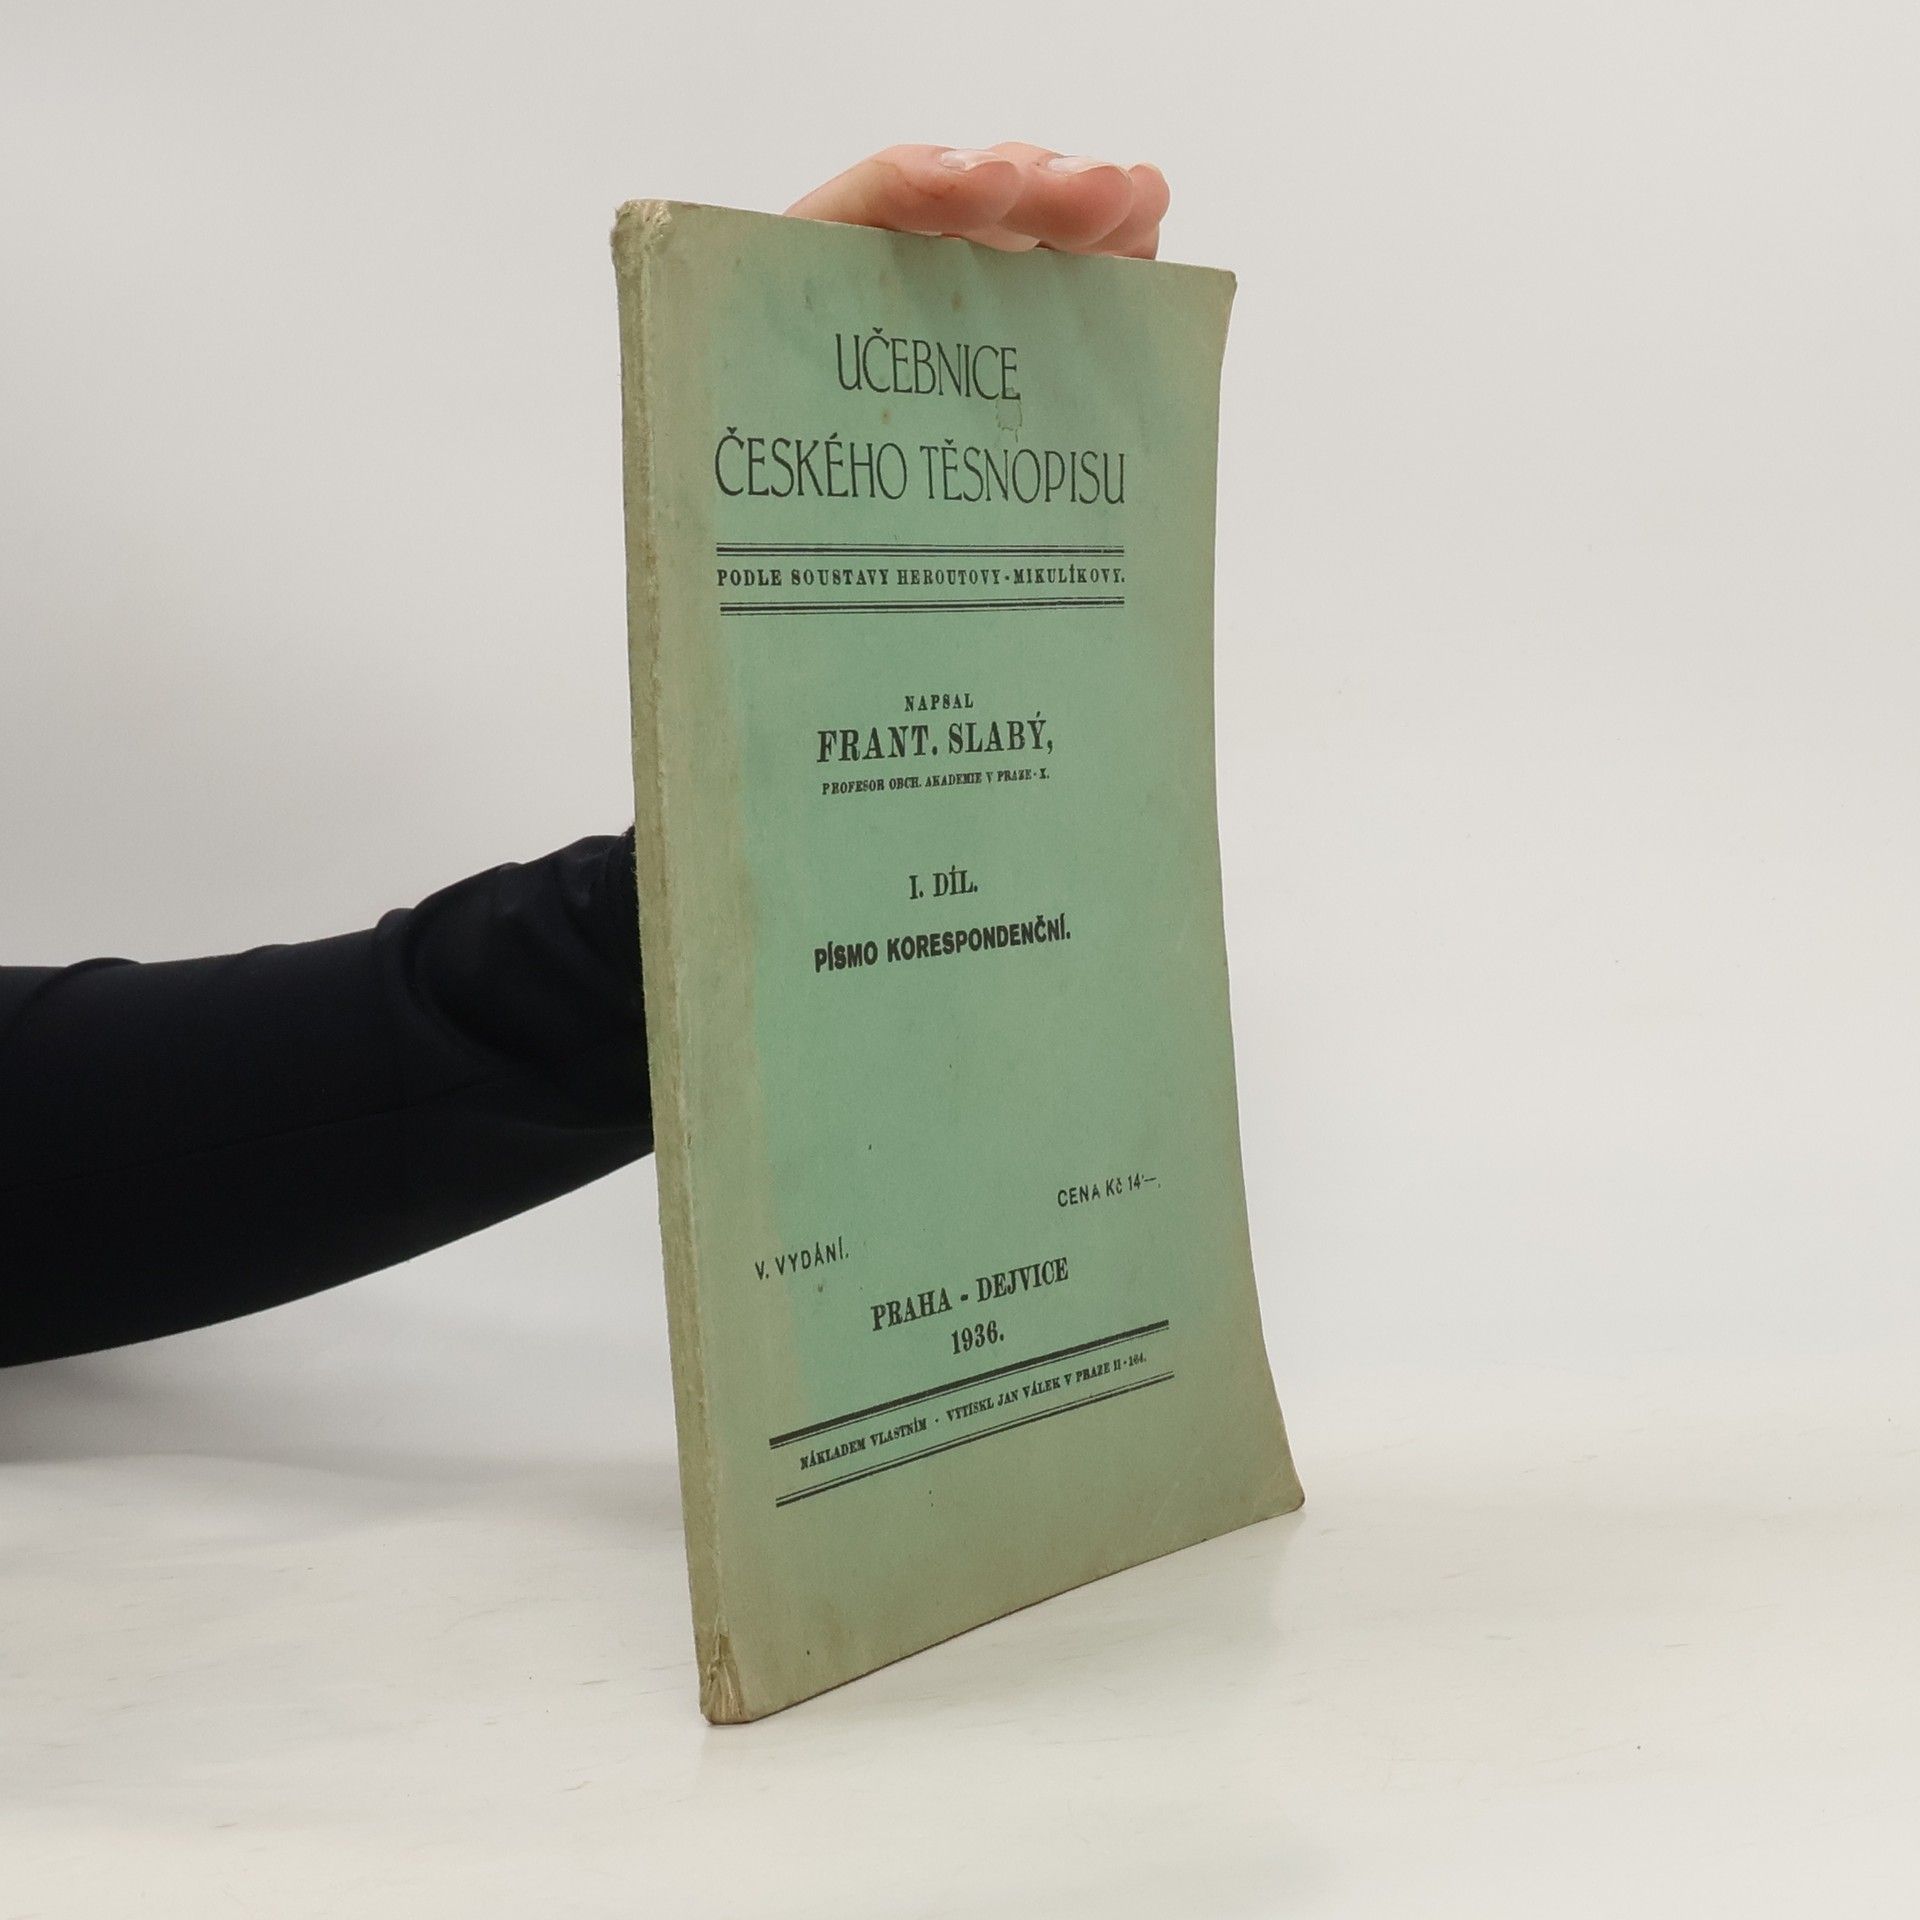 UČEBNICE
ČESKÉHO TĚSNOPISU
PODLE SOUSTAVY HEROUTOVY-MIKULÍKOVY.
NAPSAL
FRANT. SLABÝ,
PROFESOR OBCH. AKADEMIE V PRAZE-X.
I. DÍL.
PÍSMO KORESPONDENČNÍ.
CENA Kč 14·—.
V. VYDÁNÍ.
PRAHA - DEJVICE
1936.
NÁKLADEM VLASTNÍM · VYTISKL JAN VÁLEK V PRAZE II-164.